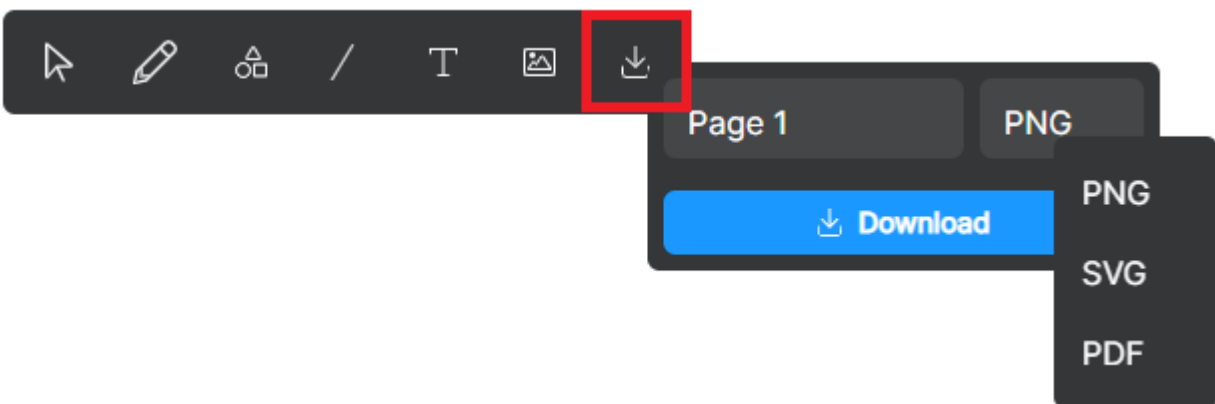 T
Page 1
PNG
Download
PNG
SVG
PDF